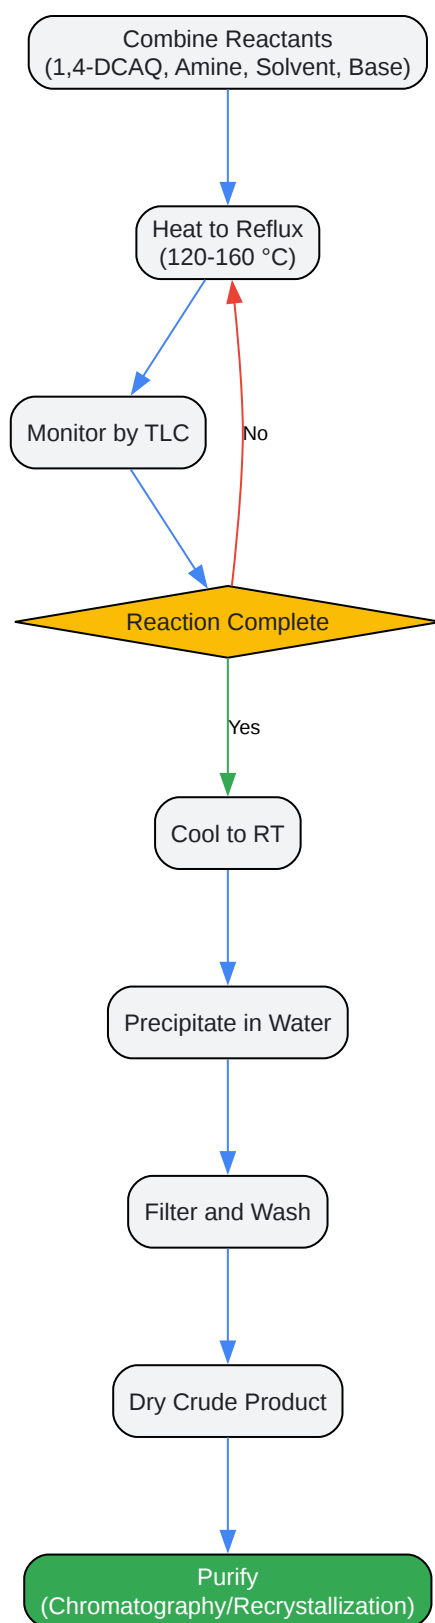 Combine Reactants
(1,4-DCAQ, Amine, Solvent, Base)
Heat to Reflux
(120-160 °C)
Monitor by TLC
No
Reaction Complete
Yes
Cool to RT
Precipitate in Water
Filter and Wash
Dry Crude Product
Purify
(Chromatography/Recrystallization)